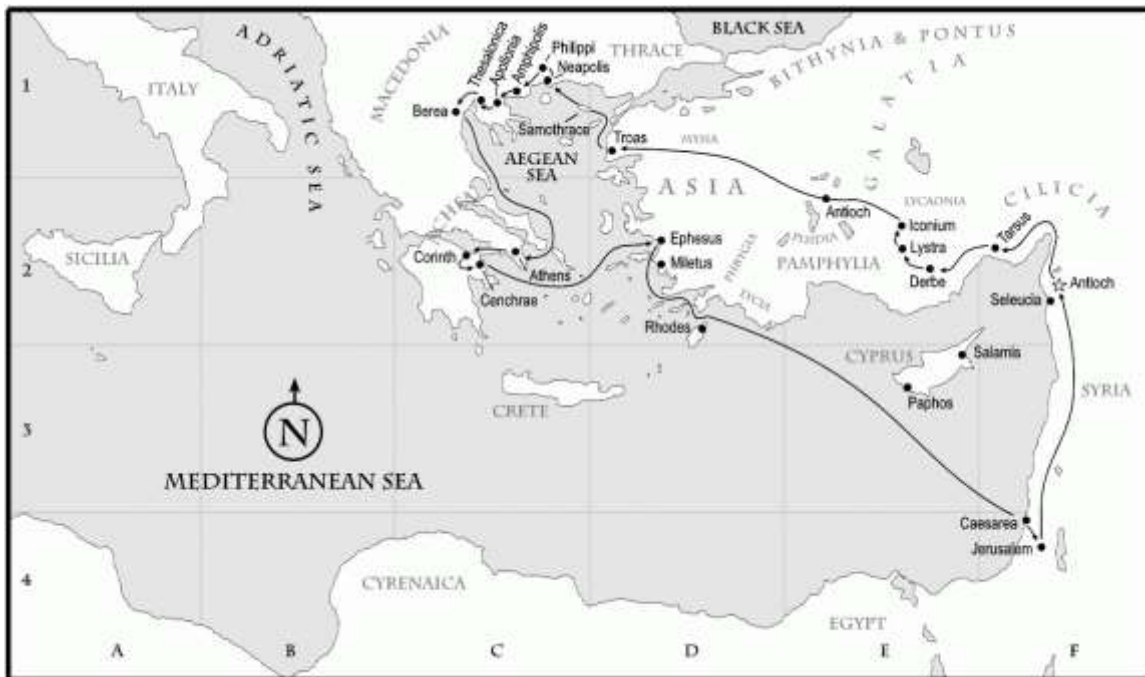 BLACK SEA
ADRIATIC SEA
MACEDONIA
Thessalonica
Apollonia
Amphipolis
Philippi
Neapolis
THRACE
BITHYNIA & PONTUS
GALATIA
1
ITALY
Berea
Samothrace
Troas
MYSIA
AEGEAN
SEA
ASIA
CILICIA
LYCAONIA
Antioch
Iconium
Tarsus
SICILIA
Corinth
Athens
Cenchrae
Ephesus
Miletus
PHRYGIA
PAMPHYLIA
Lystra
Derbe
LYCIA
2
Antioch
Seleucia
Rhodes
CYPRUS
Salamis
Paphos
SYRIA
CRETE
3
N
MEDITERRANEAN SEA
Caesarea
Jerusalem
4
CYRENAICA
EGYPT
A
B
C
D
E
F